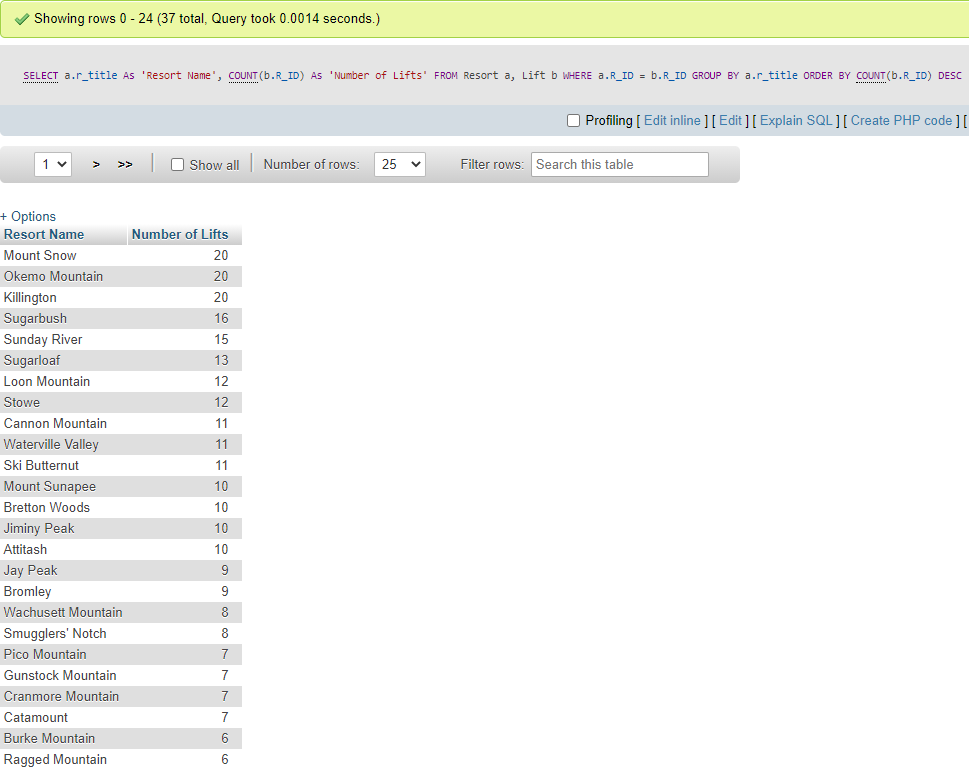 Showing rows 0 - 24 (37 total, Query took 0.0014 seconds.)
SELECT a.r_title As 'Resort Name', COUNT(b.R_ID) As 'Number of Lifts' FROM Resort a, Lift b WHERE a.R_ID = b.R_ID GROUP BY a.r_title ORDER BY COUNT(b.R_ID) DESC
Profiling [ Edit inline ] [ Edit ] [ Explain SQL ] [ Create PHP code ] [
1 > >> Show all Number of rows: 25 Filter rows: Search this table
+ Options
Resort Name Number of Lifts
Mount Snow 20
Okemo Mountain 20
Killington 20
Sugarbush 16
Sunday River 15
Sugarloaf 13
Loon Mountain 12
Stowe 12
Cannon Mountain 11
Waterville Valley 11
Ski Butternut 11
Mount Sunapee 10
Bretton Woods 10
Jiminy Peak 10
Attitash 10
Jay Peak 9
Bromley 9
Wachusett Mountain 8
Smugglers' Notch 8
Pico Mountain 7
Gunstock Mountain 7
Cranmore Mountain 7
Catamount 7
Burke Mountain 6
Ragged Mountain 6